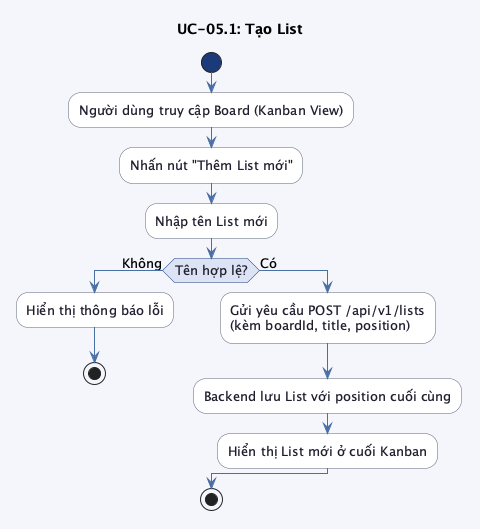 UC-05.1: Tạo List
Người dùng truy cập Board (Kanban View)
Nhấn nút "Thêm List mới"
Nhập tên List mới
Không
Tên hợp lệ?
Có
Hiển thị thông báo lỗi
Gửi yêu cầu POST /api/v1/lists
(kèm boardId, title, position)
Backend lưu List với position cuối cùng
Hiển thị List mới ở cuối Kanban